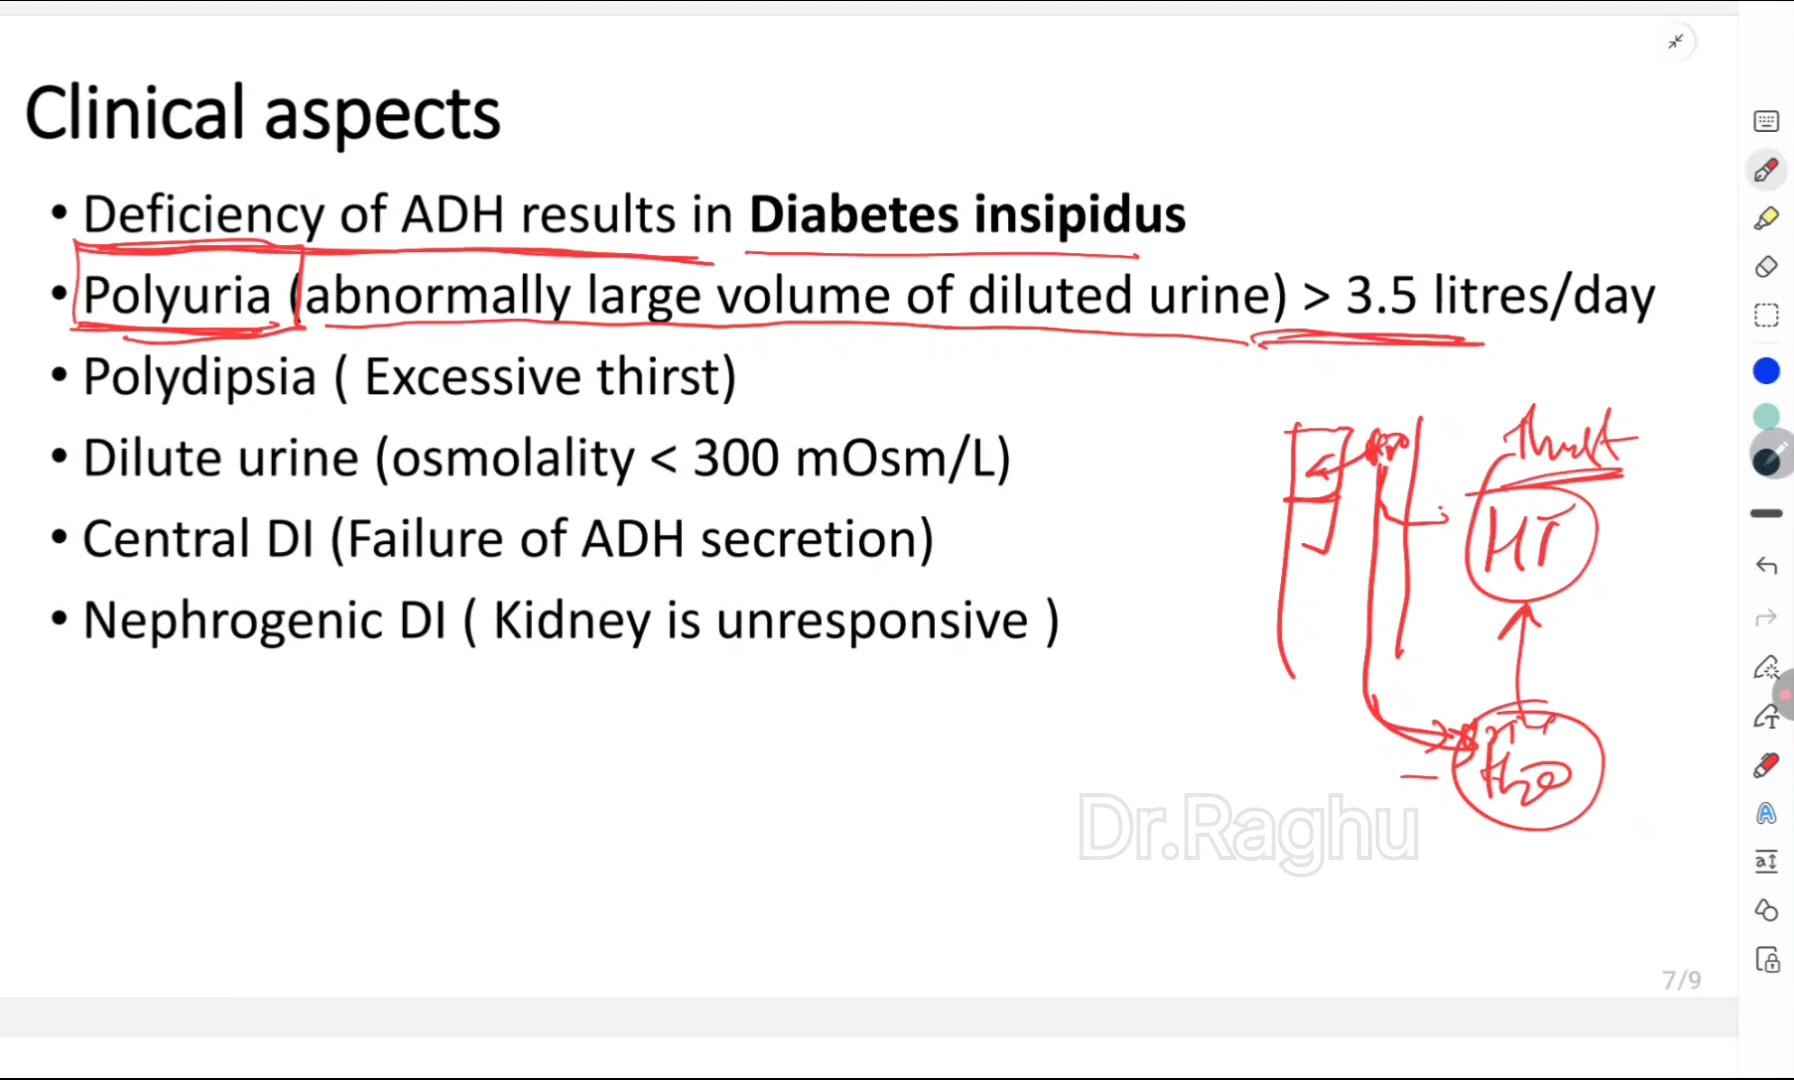 Clinical aspects
• Deficiency of ADH results in Diabetes insipidus
• Polyuria (abnormally large volume of diluted urine) > 3.5 litres/day
• Polydipsia ( Excessive thirst)
• Dilute urine (osmolality < 300 mOsm/L)
• Central DI (Failure of ADH secretion)
• Nephrogenic DI ( Kidney is unresponsive )
Thirst
HT
H2O
Dr.Raghu
7/9